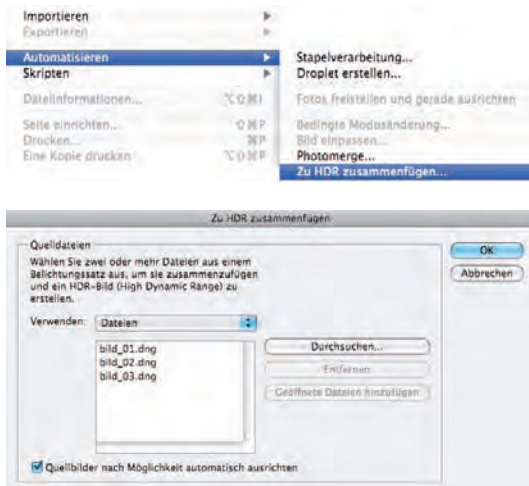 Importieren
Exportieren
Automatisieren
Skripten
Dateiinformationen... ⌥⇧⌘I
Seite einrichten... ⇧⌘P
Drucken... ⌘P
Eine Kopie drucken ⌥⇧⌘P
Stapelverarbeitung...
Droplet erstellen...
Fotos freistellen und gerade ausrichten
Bedingte Modusänderung...
Bild einpassen...
Photomerge...
Zu HDR zusammenfügen...
Zu HDR zusammenfügen
Quelldateien
Wählen Sie zwei oder mehr Dateien aus einem
Belichtungssatz aus, um sie zusammenzufügen
und ein HDR-Bild (High Dynamic Range) zu
erstellen.
Verwenden: Dateien
bild_01.dng
bild_02.dng
bild_03.dng
Durchsuchen...
Entfernen
Geöffnete Dateien hinzufügen
Quellbilder nach Möglichkeit automatisch ausrichten
OK
Abbrechen